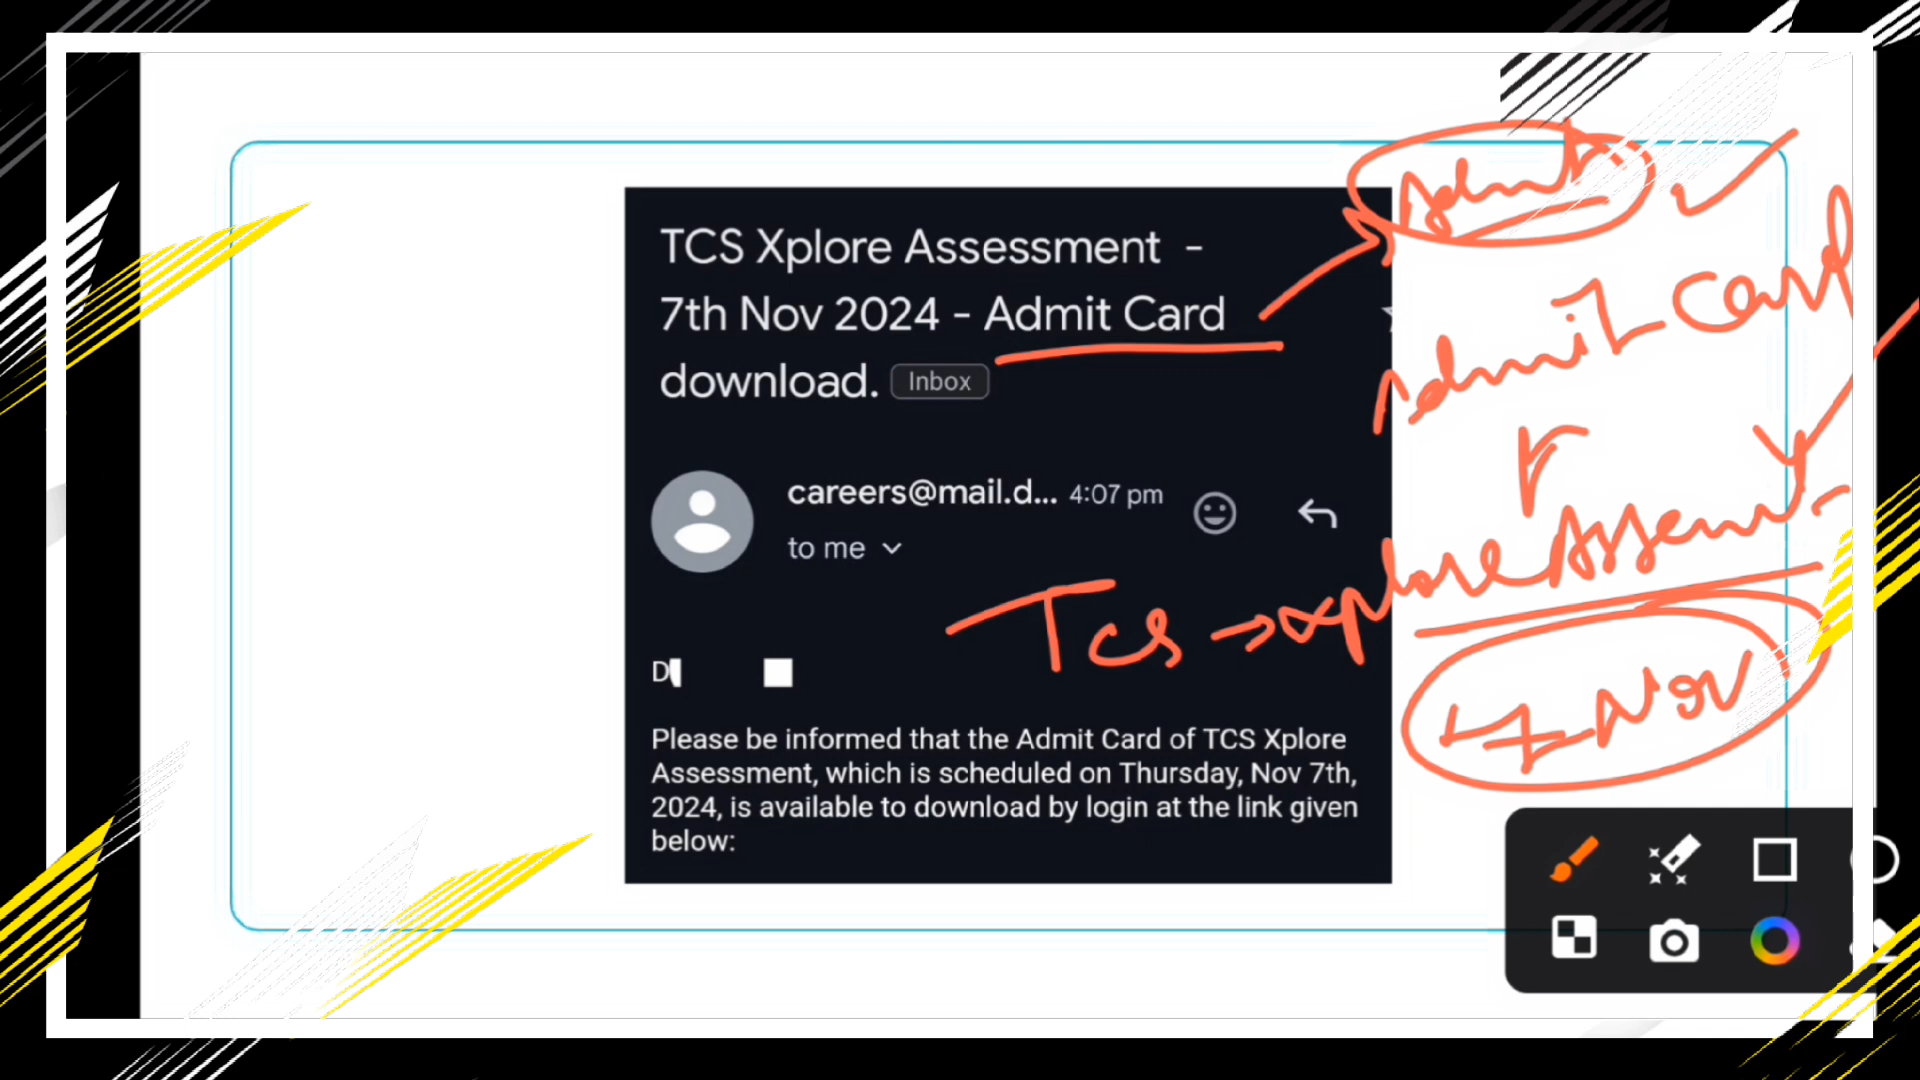 TCS Xplore Assessment -
7th Nov 2024 - Admit Card
download. Inbox
careers@mail.d... 4:07 pm
to me
D
Please be informed that the Admit Card of TCS Xplore
Assessment, which is scheduled on Thursday, Nov 7th,
2024, is available to download by login at the link given
below:
Admit
Admit Card
Tcs → xplore
7 Nov